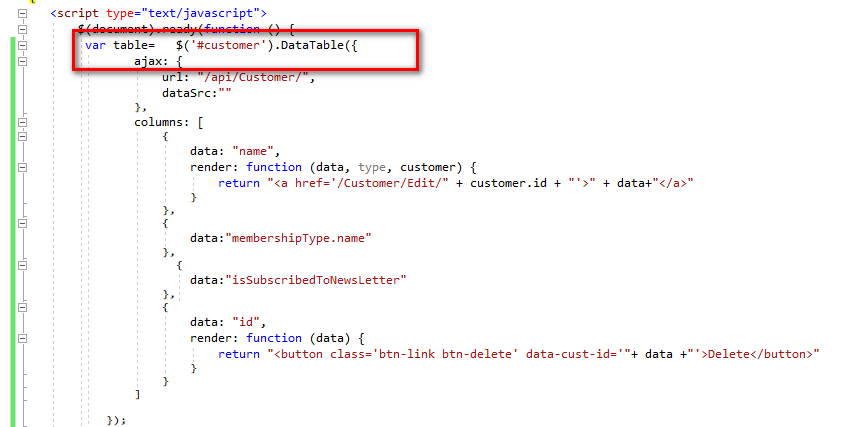 <script type="text/javascript">
$(document).ready(function () {
var table=   $('#customer').DataTable({
ajax: {
url: "/api/Customer/",
dataSrc:""
},
columns: [
{
data: "name",
render: function (data, type, customer) {
return "<a href='/Customer/Edit/" + customer.id + "'>" + data+"</a>"
}
},
{
data:"membershipType.name"
},
{
data:"isSubscribedToNewsLetter"
},
{
data: "id",
render: function (data) {
return "<button class='btn-link btn-delete' data-cust-id='"+ data +"'>Delete</button>"
}
}
]
});